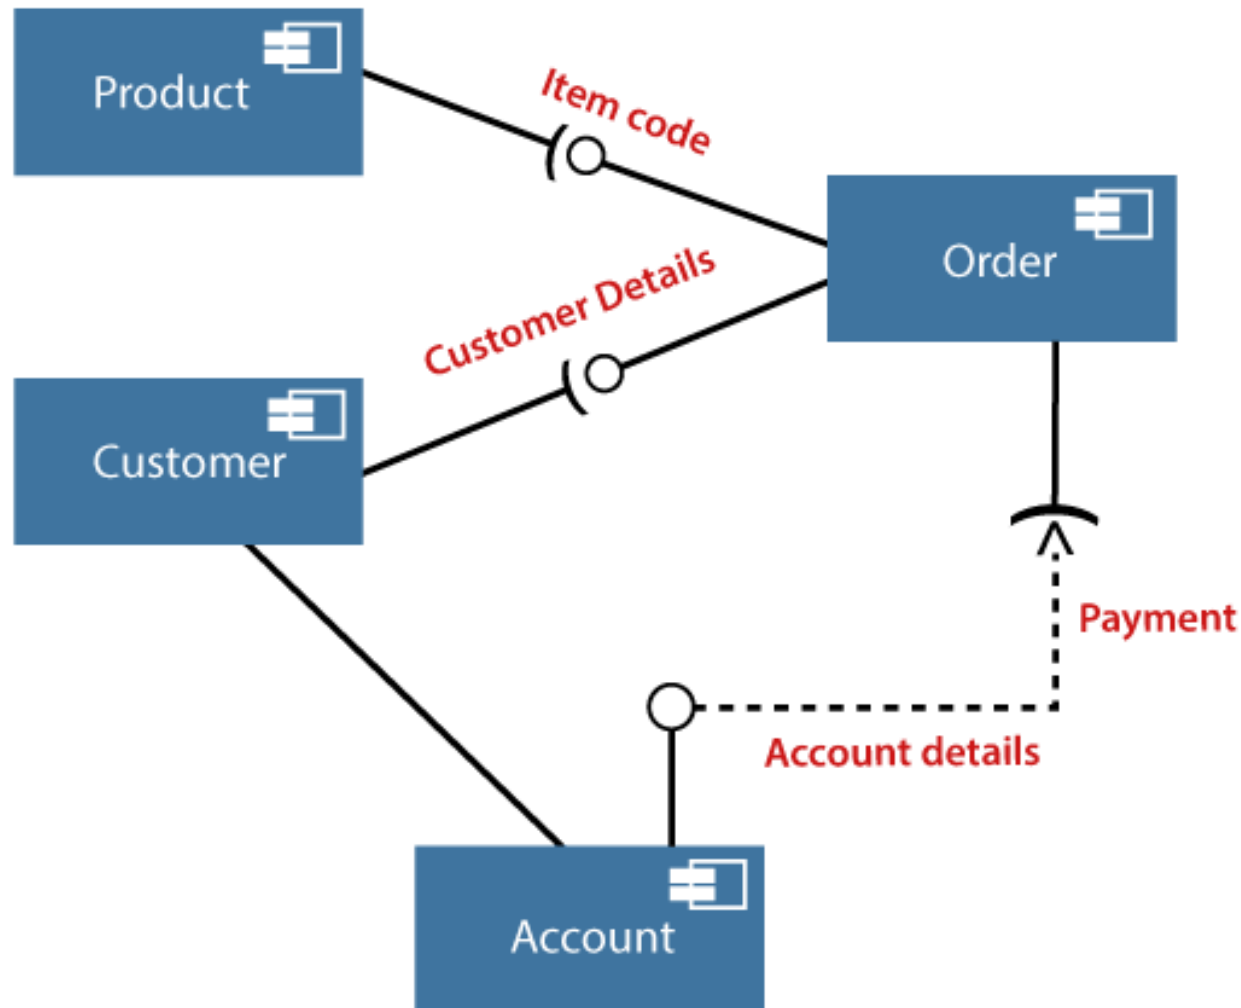 Product
Item code
Order
Customer Details
Customer
Payment
Account details
Account